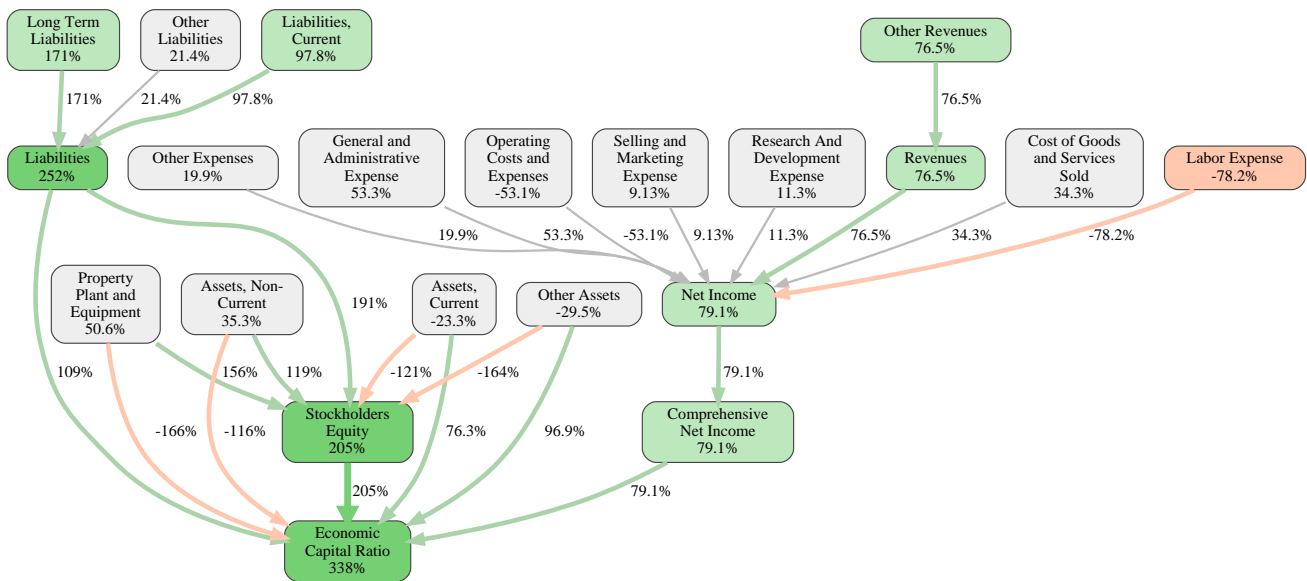 Long Term
Liabilities
171%
Other
Liabilities
21.4%
Liabilities,
Current
97.8%
Other Revenues
76.5%
171%
21.4%
97.8%
76.5%
Liabilities
252%
Other Expenses
19.9%
General and
Administrative
Expense
53.3%
Operating
Costs and
Expenses
-53.1%
Selling and
Marketing
Expense
9.13%
Research And
Development
Expense
11.3%
Revenues
76.5%
Cost of Goods
and Services
Sold
34.3%
Labor Expense
-78.2%
19.9%
53.3%
-53.1%
9.13%
11.3%
76.5%
34.3%
-78.2%
Property
Plant and
Equipment
50.6%
Assets, Non-
Current
35.3%
191%
Assets,
Current
-23.3%
Other Assets
-29.5%
Net Income
79.1%
109%
156%
119%
-121%
-164%
79.1%
Stockholders
Equity
205%
Comprehensive
Net Income
79.1%
-166%
-116%
76.3%
96.9%
205%
79.1%
Economic
Capital Ratio
338%